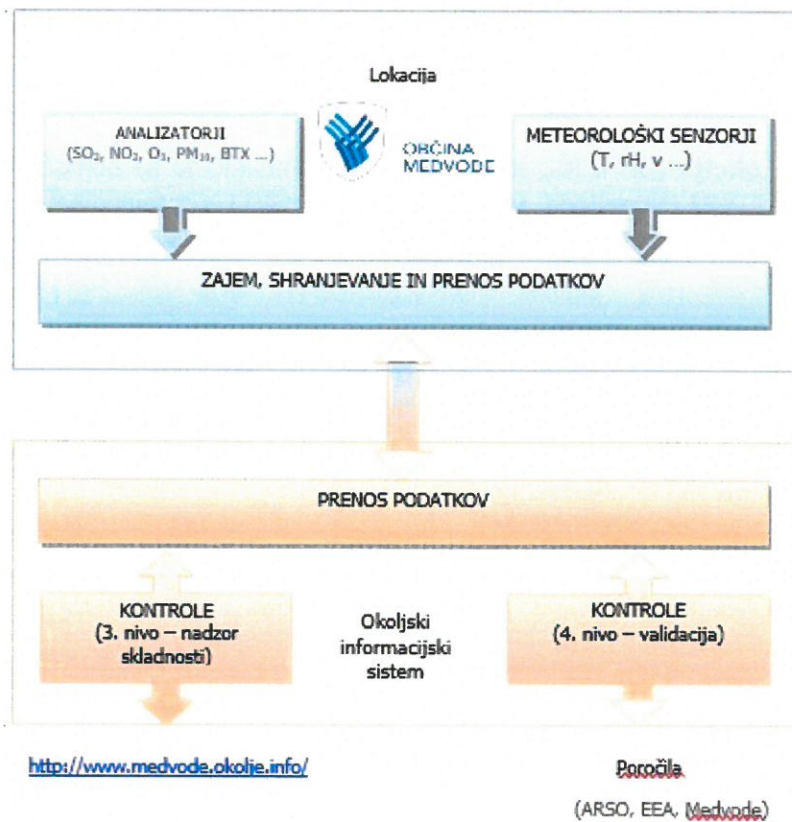 Lokacija
ANALIZATORJI
(SO₂, NO₂, O₃, PM₁₀, BTX ...)
OBČINA
MEDVODE
METEOROLOŠKI SENZORJI
(T, rH, v ...)
ZAJEM, SHRANJEVANJE IN PRENOS PODATKOV
PRENOS PODATKOV
KONTROLE
(3. nivo – nadzor
skladnosti)
Okoljski
informacijski
sistem
KONTROLE
(4. nivo – validacija)
http://www.medvode.okolje.info/
Poročila
(ARSO, EEA, Medvode)